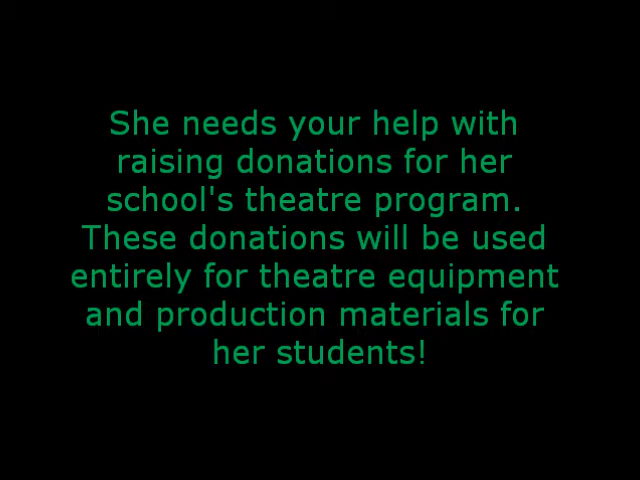 She needs your help with
raising donations for her
school's theatre program.
These donations will be used
entirely for theatre equipment
and production materials for
her students!